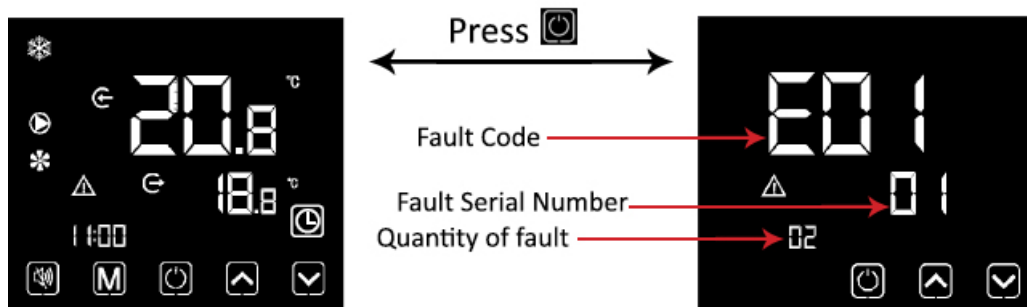 Press
20.8 °C
18.8 °C
11:00
M
Fault Code
Fault Serial Number
Quantity of fault
E01
01
02